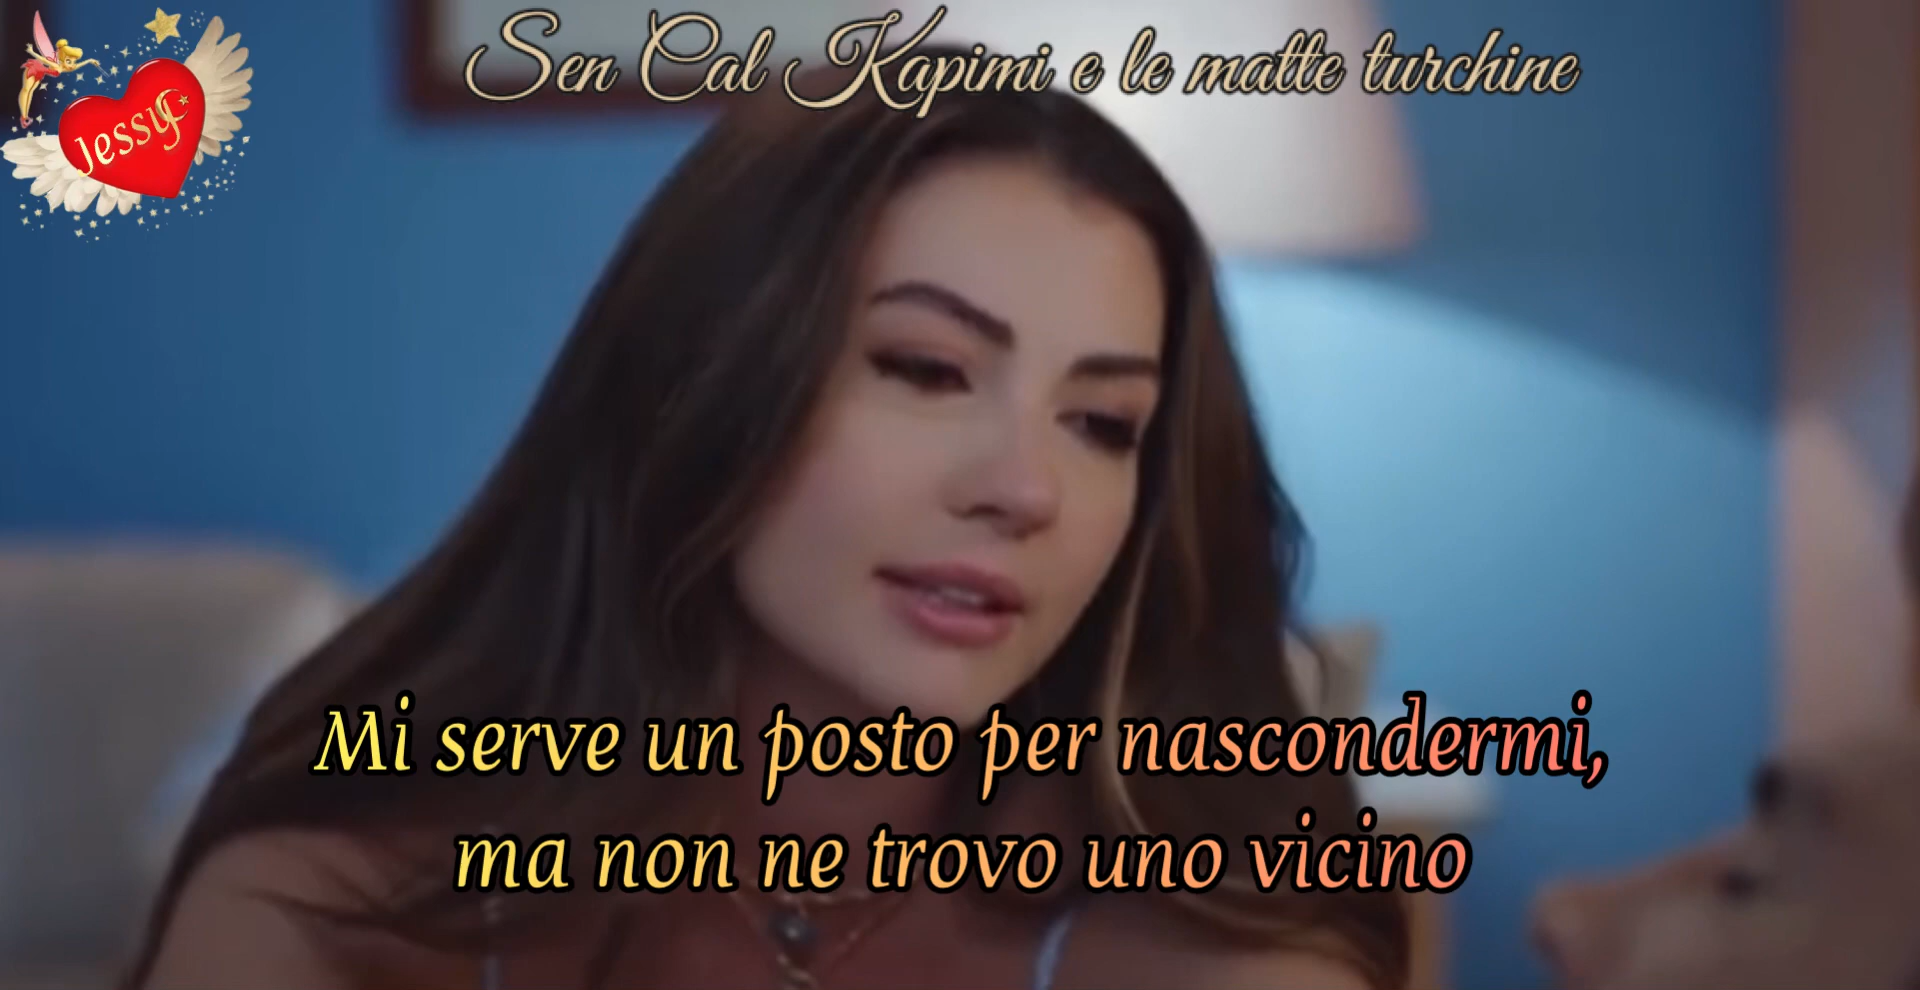 Sen Cal Kapimi e le matte turchine
Jessy
Mi serve un posto per nascondermi,
ma non ne trovo uno vicino